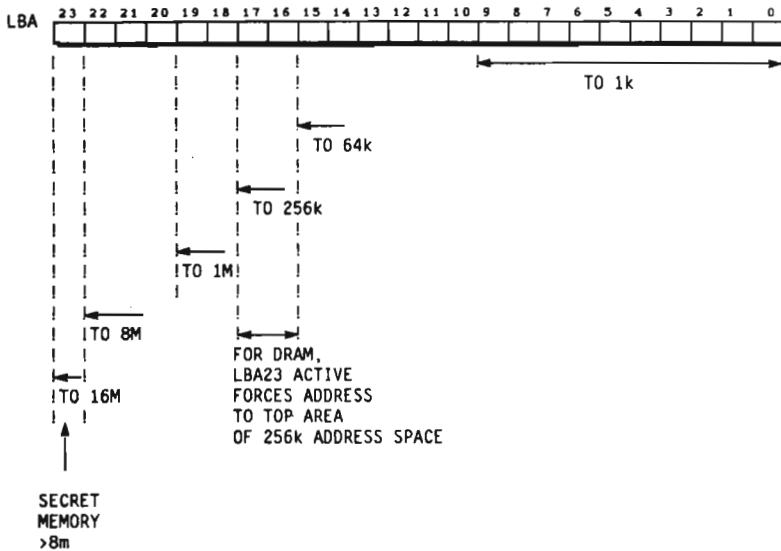 LBA 23 22 21 20 19 18 17 16 15 14 13 12 11 10 9 8 7 6 5 4 3 2 1 0
TO 1k
TO 64k
TO 256k
TO 1M
TO 8M
FOR DRAM,
LBA23 ACTIVE
FORCES ADDRESS
TO TOP AREA
OF 256k ADDRESS SPACE
TO 16M
SECRET
MEMORY
>8m